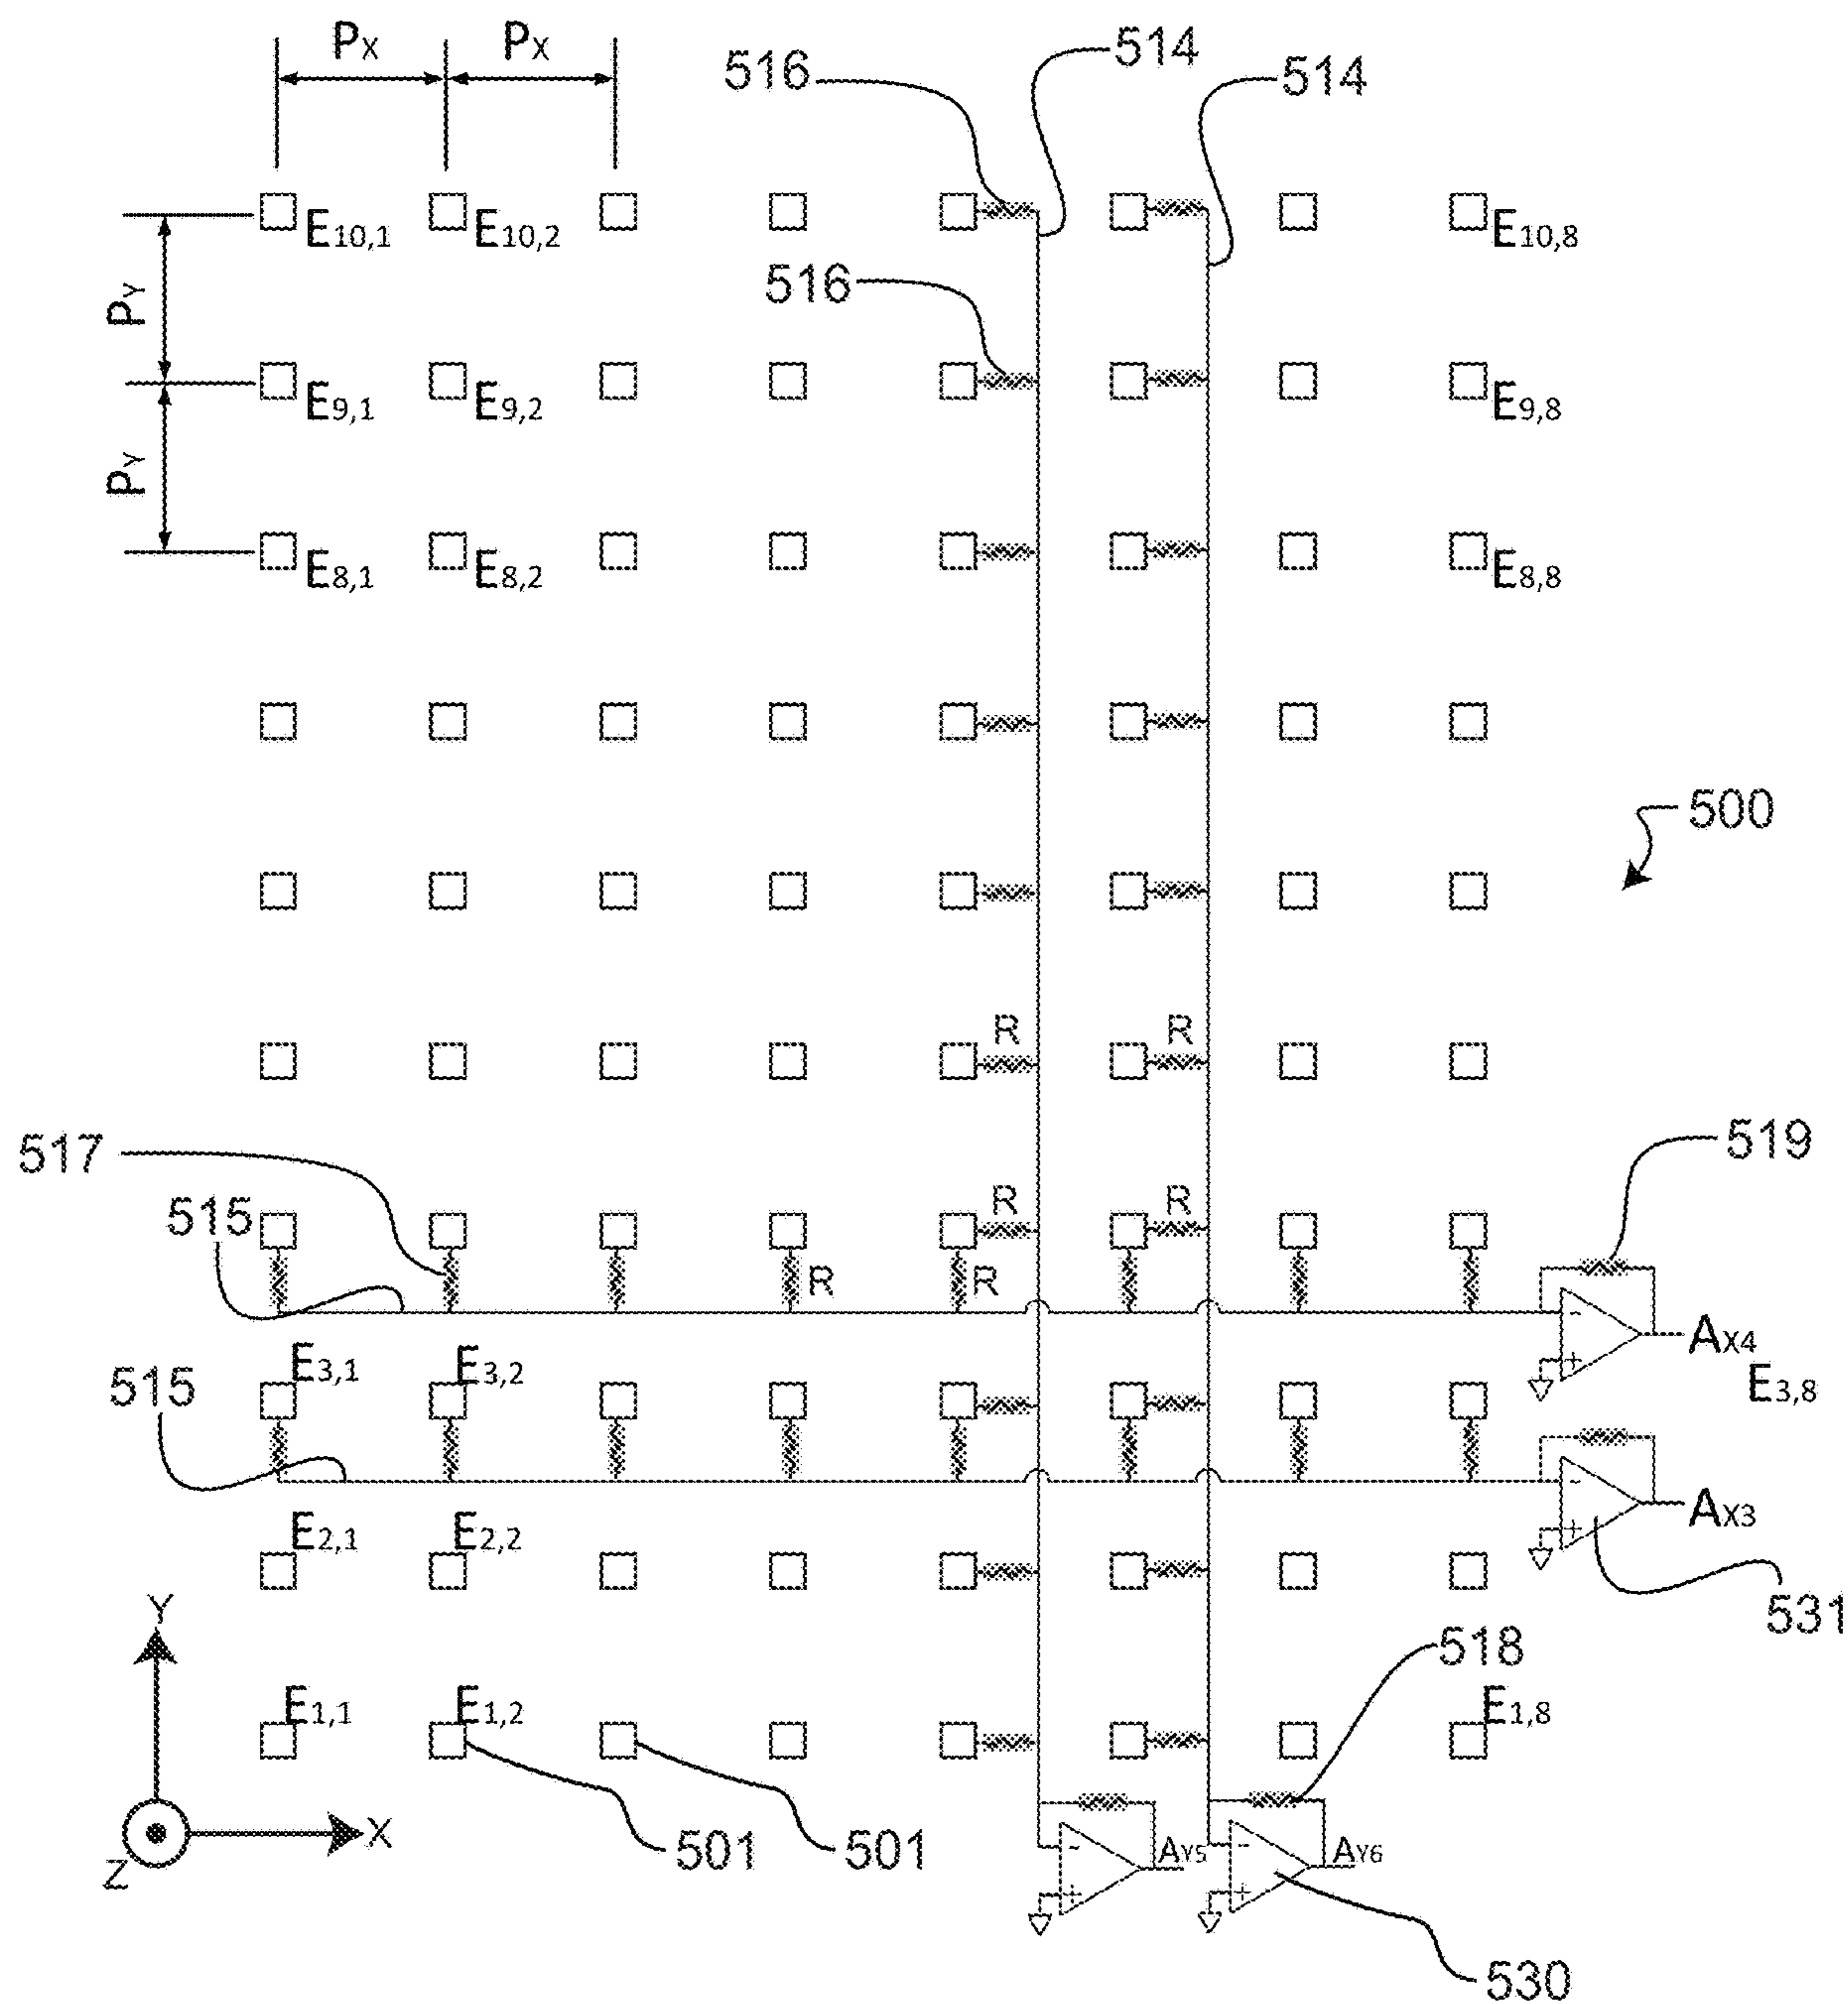 PX PX
516 514 514
E10,1 E10,2 E10,8
516
PY
E9,1 E9,2 E9,8
PY
E8,1 E8,2 E8,8
500
R R
517 519
515 R R
R R
- 
AX4
+
E3,1 E3,2 E3,8
515
-
AX3
+
E2,1 E2,2
531
Y
518
E1,1 E1,2 E1,8
X
Z
501 501
- AY5 - AY6
+ +
530